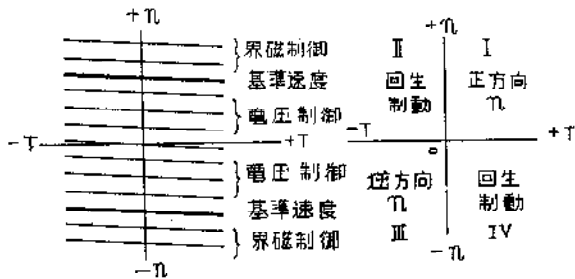 +n
界磁制御
基準速度
電圧制御
-T
+T
電圧制御
基準速度
界磁制御
-n
+n
II
I
回生
制動
正方向
n
-T
o
+T
逆方向
n
回生
制動
III
IV
-n